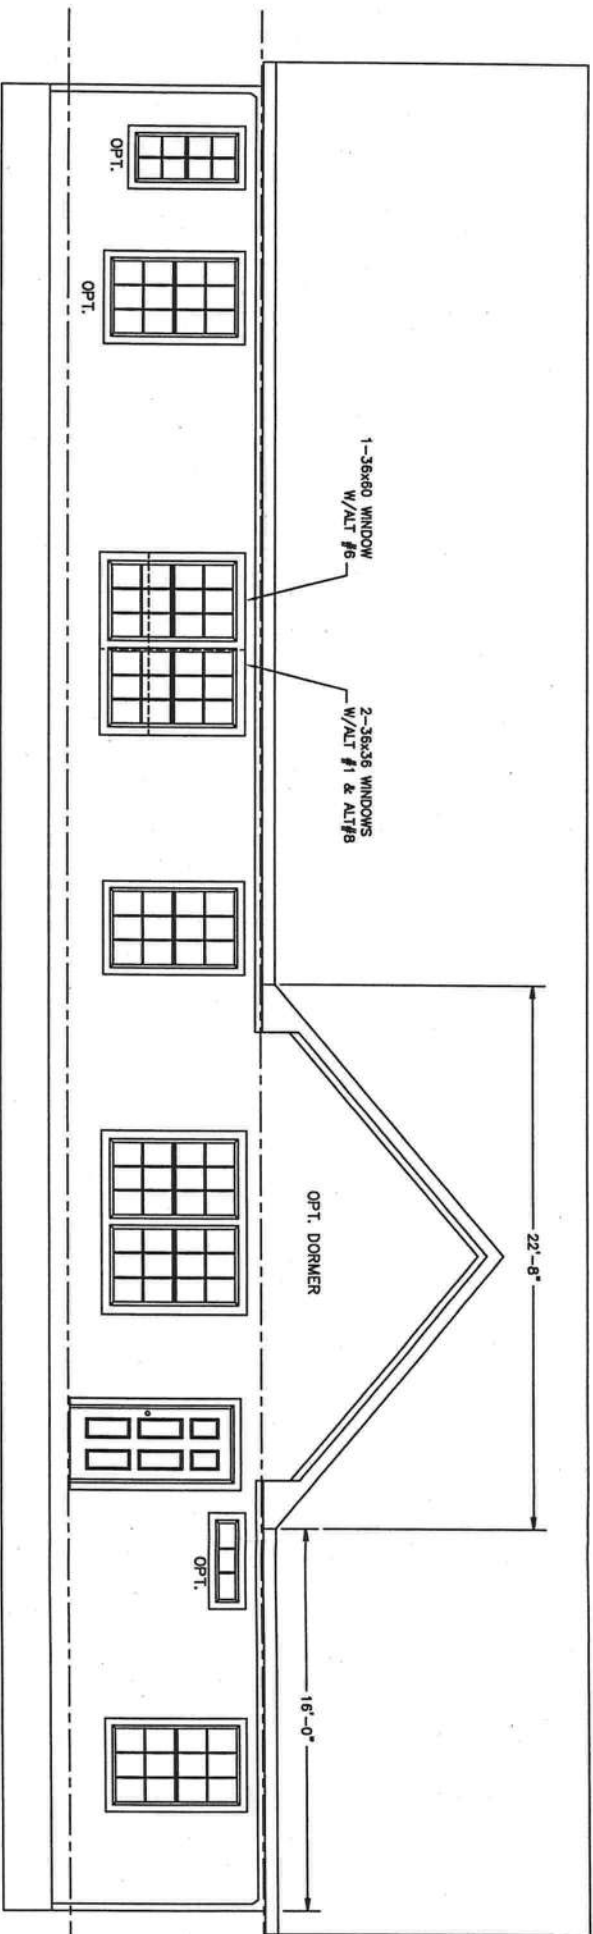 OPT.
OPT.
1-36x60 WINDOW
W/ALT #6
2-36x36 WINDOWS
W/ALT #1 & ALT#8
OPT. DORMER
22'-8"
OPT.
16'-0"